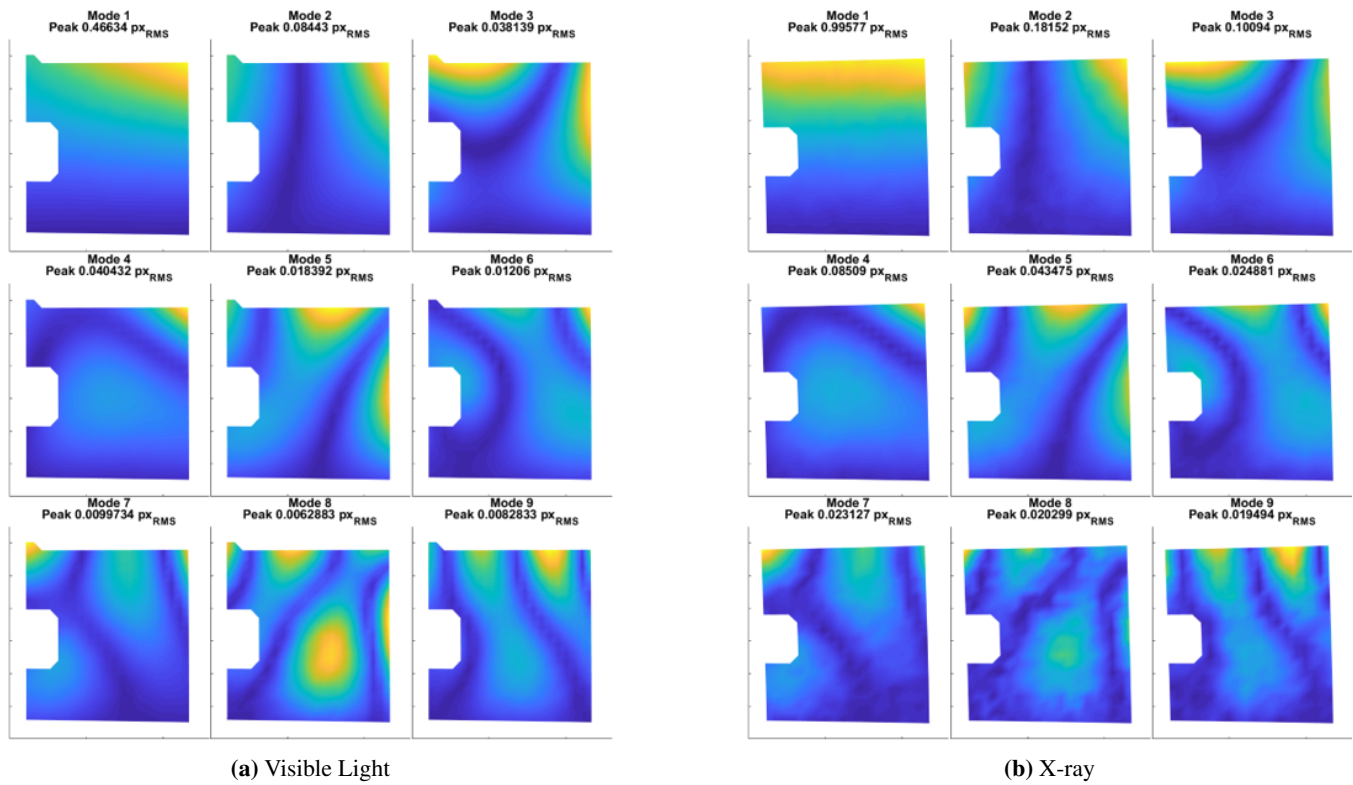 Mode 1
Peak 0.46634 px_RMS
Mode 2
Peak 0.08443 px_RMS
Mode 3
Peak 0.038139 px_RMS
Mode 4
Peak 0.040432 px_RMS
Mode 5
Peak 0.018392 px_RMS
Mode 6
Peak 0.01206 px_RMS
Mode 7
Peak 0.0099734 px_RMS
Mode 8
Peak 0.0062883 px_RMS
Mode 9
Peak 0.0082833 px_RMS
(a) Visible Light
Mode 1
Peak 0.99577 px_RMS
Mode 2
Peak 0.18152 px_RMS
Mode 3
Peak 0.10094 px_RMS
Mode 4
Peak 0.08509 px_RMS
Mode 5
Peak 0.043475 px_RMS
Mode 6
Peak 0.024881 px_RMS
Mode 7
Peak 0.023127 px_RMS
Mode 8
Peak 0.020299 px_RMS
Mode 9
Peak 0.019494 px_RMS
(b) X-ray